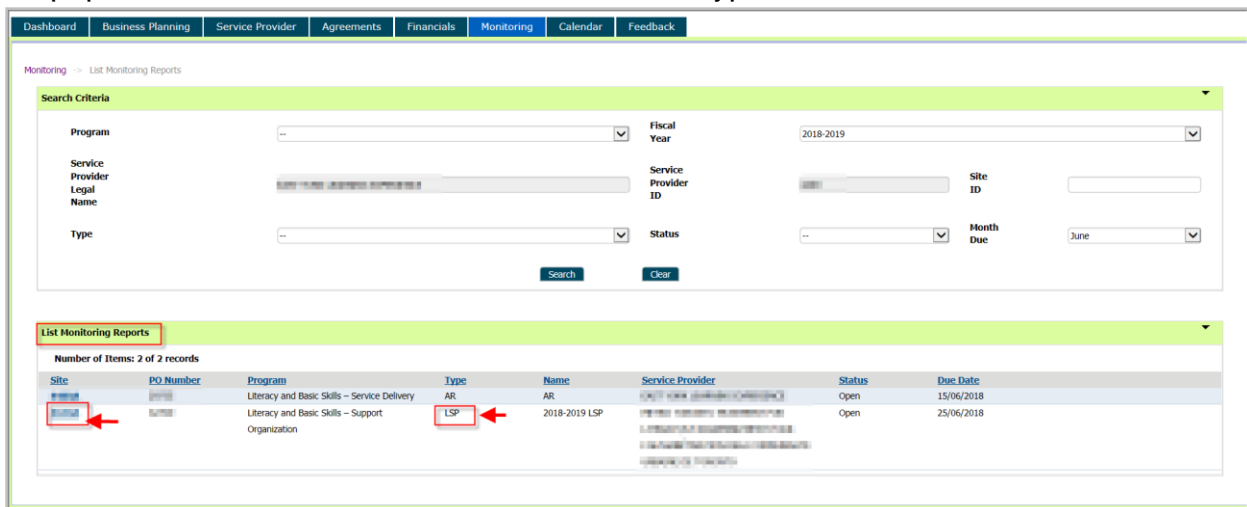 Dashboard Business Planning Service Provider Agreements Financials Monitoring Calendar Feedback
Monitoring -> List Monitoring Reports
Search Criteria
Program -- Fiscal Year 2018-2019
Service Provider Legal Name Service Provider ID Site ID
Type -- Status -- Month Due June
Search Clear
List Monitoring Reports
Number of Items: 2 of 2 records
Site PO Number Program Type Name Service Provider Status Due Date
Literacy and Basic Skills – Service Delivery AR AR Open 15/06/2018
Literacy and Basic Skills – Support Organization LSP 2018-2019 LSP Open 25/06/2018